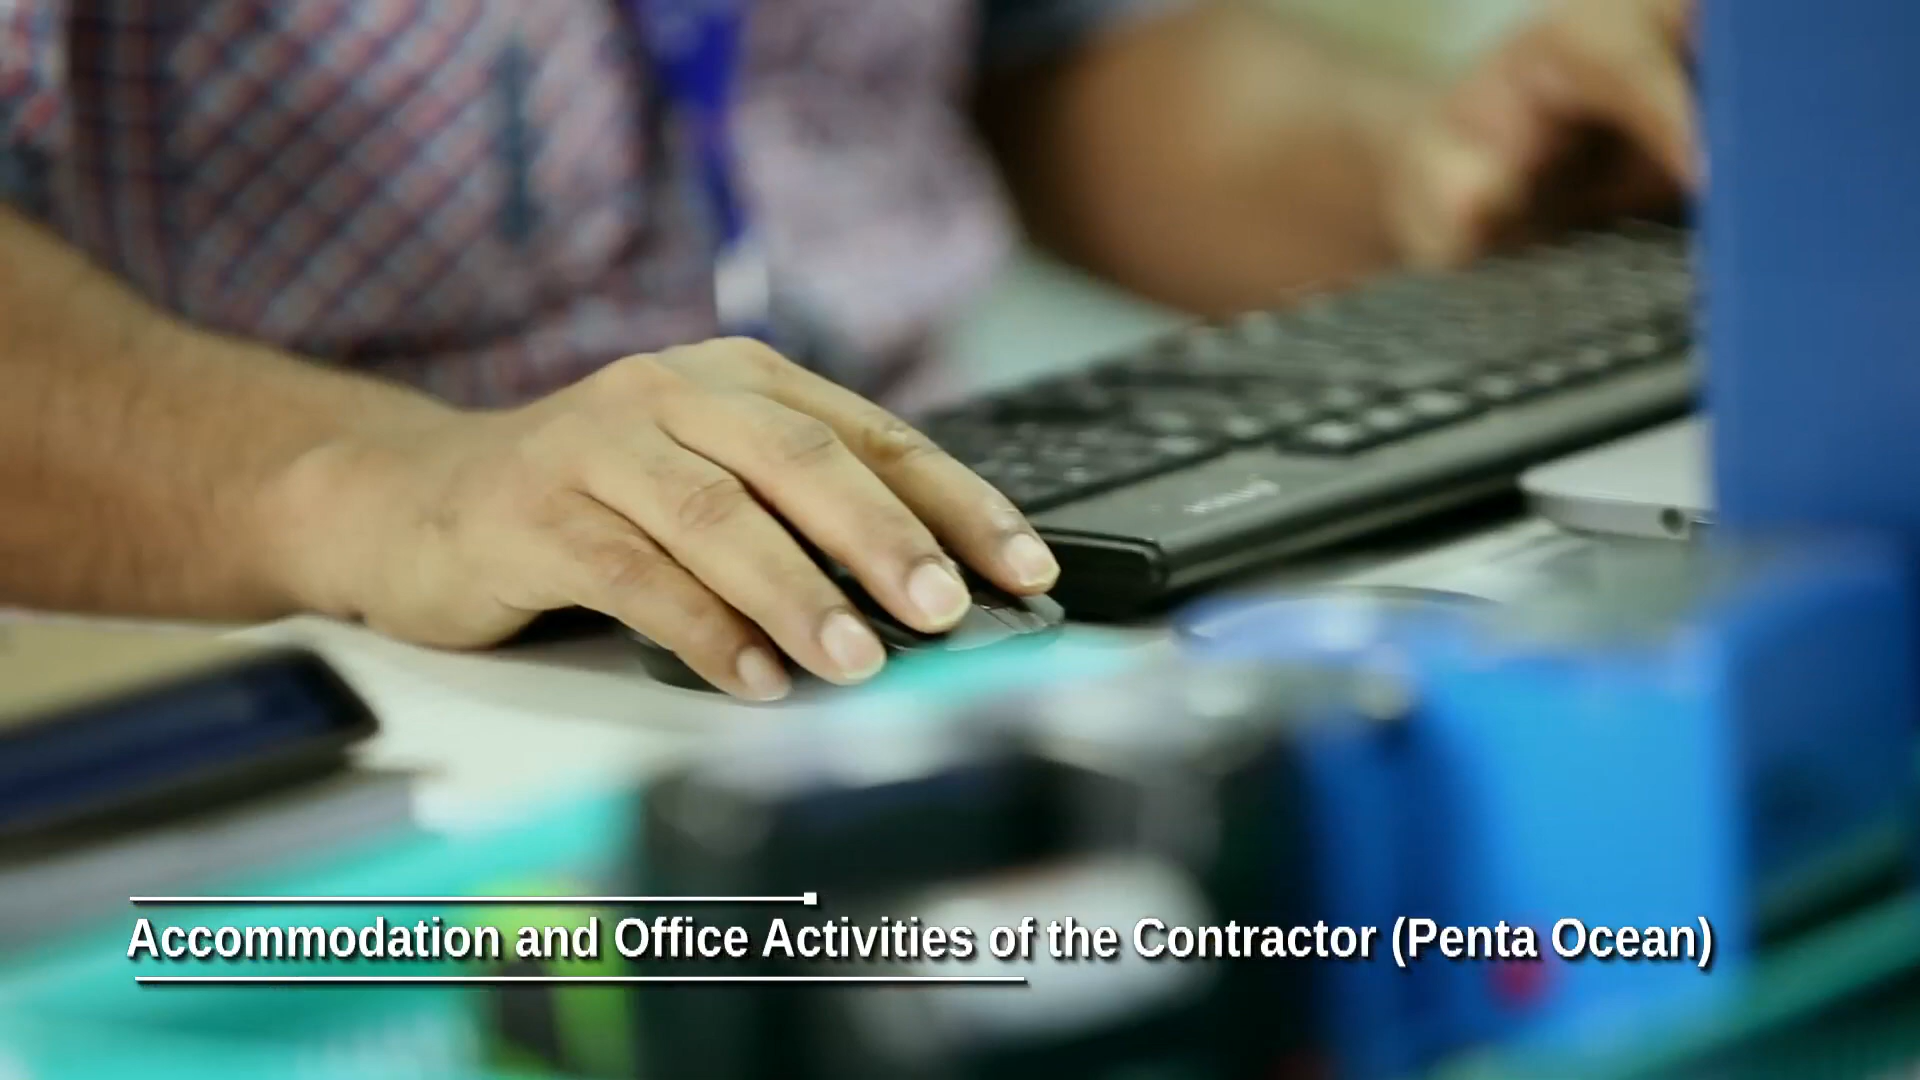 Accommodation and Office Activities of the Contractor (Penta Ocean)